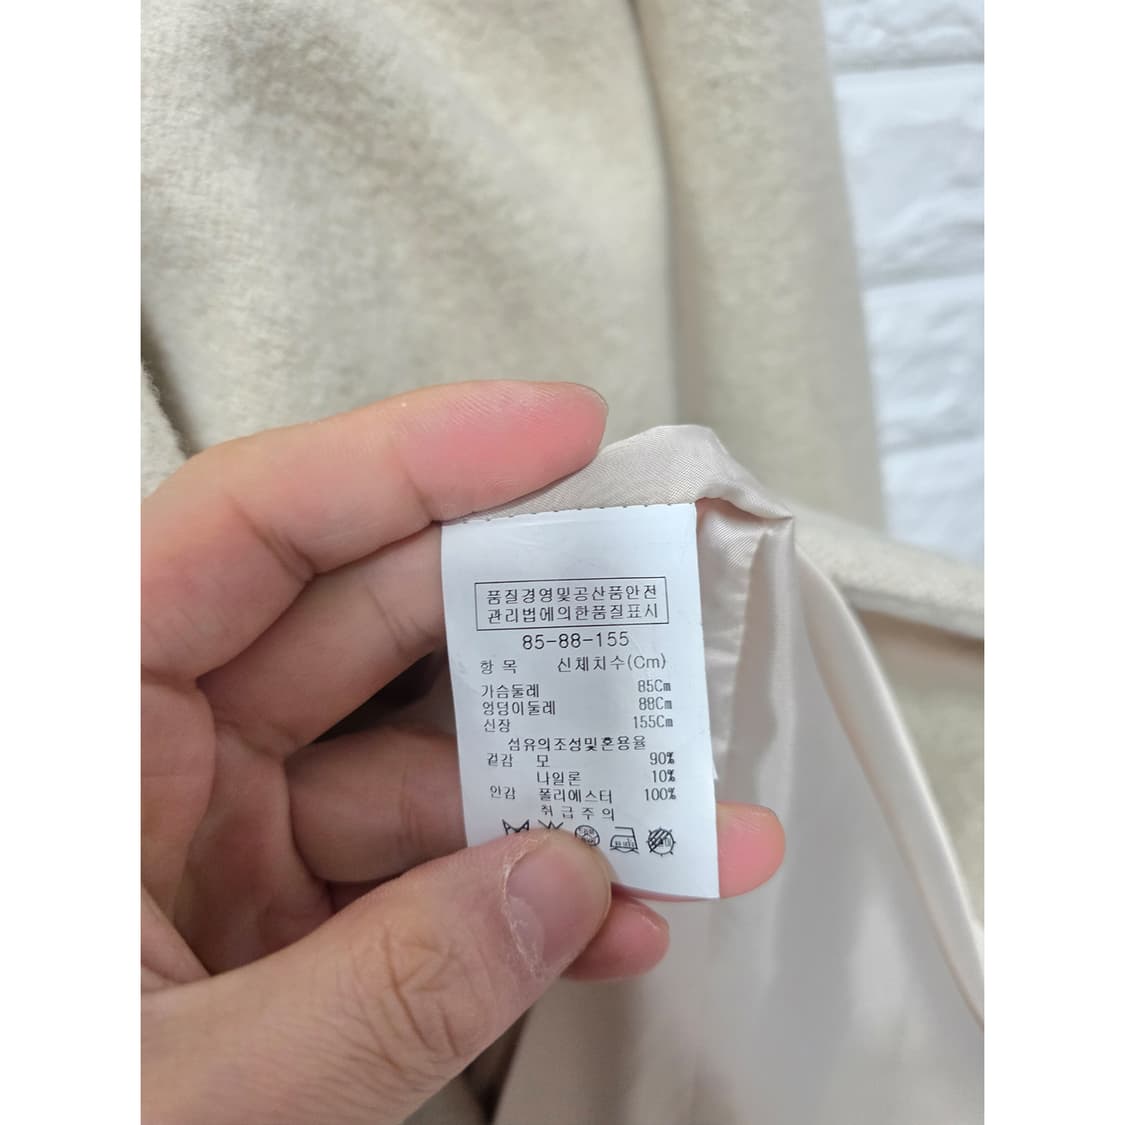 품질경영및공산품안전
관리법에의한품질표시
85-88-155
항 목 신체치수(Cm)
가슴둘레 85Cm
엉덩이둘레 88Cm
신장 155Cm
섬유의조성및혼용율
겉감 모 90%
나일론 10%
안감 폴리에스터 100%
취 급 주 의